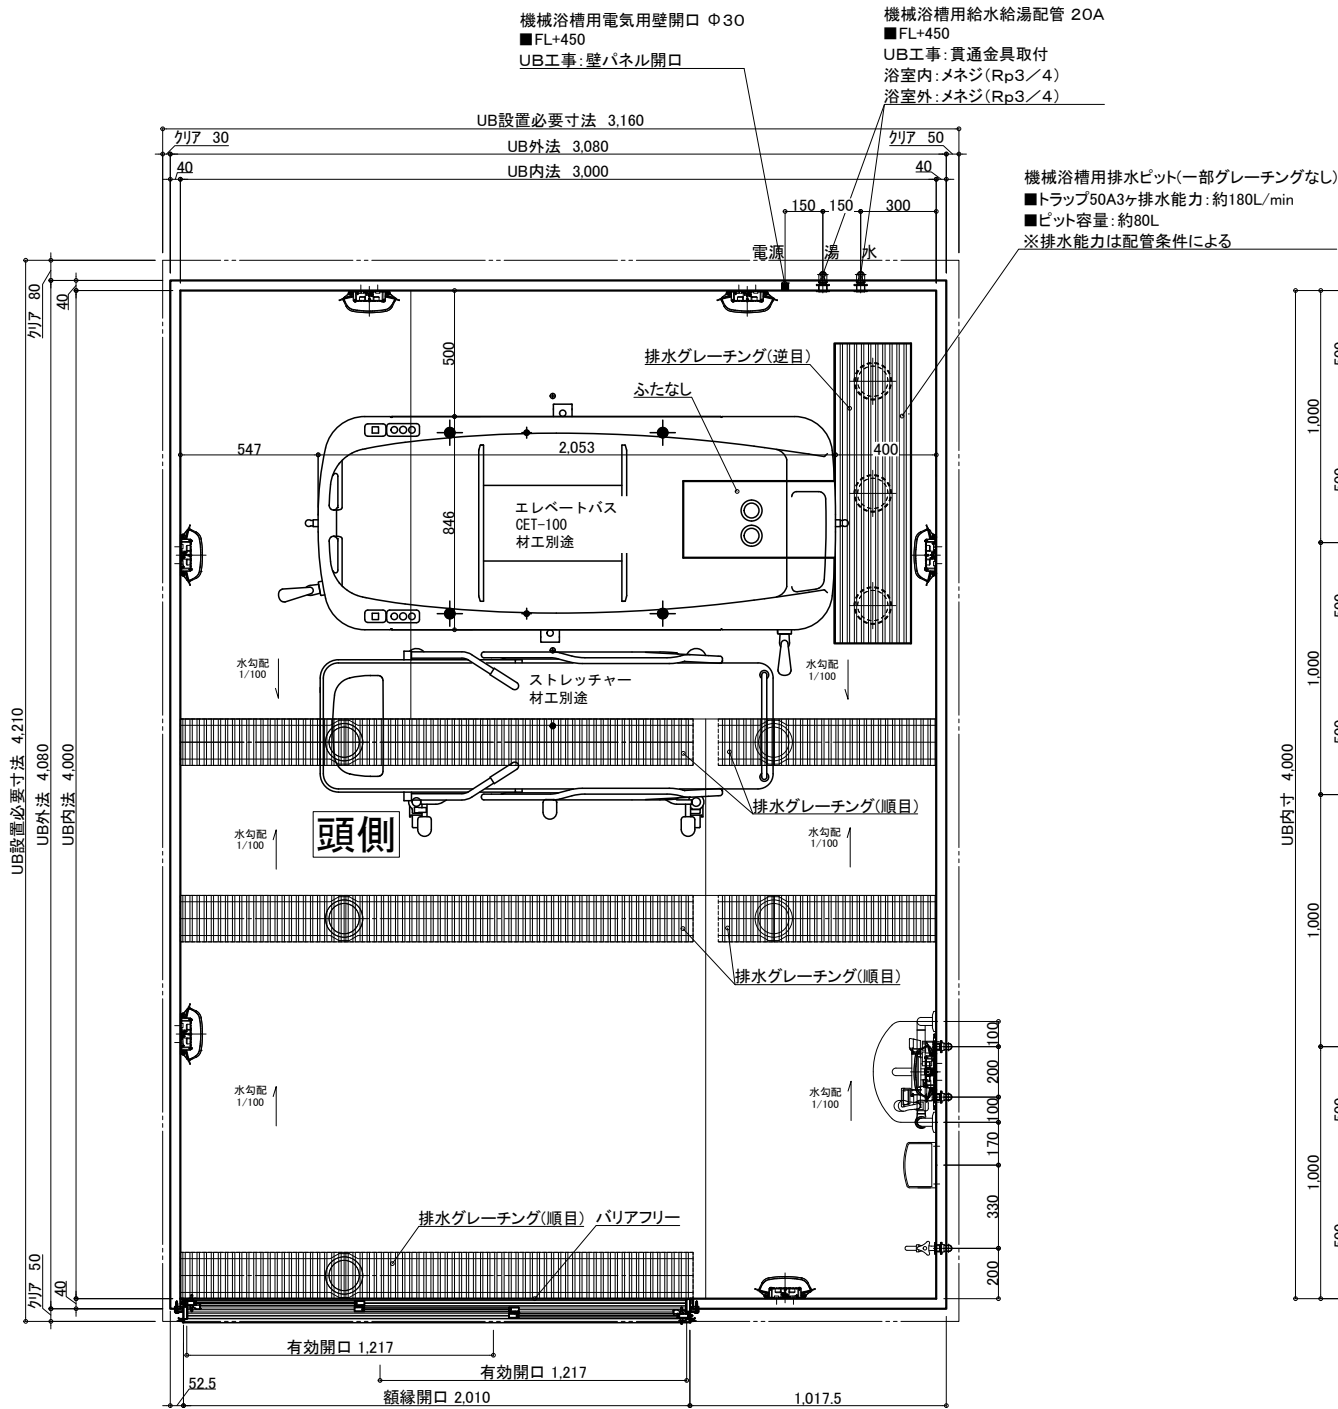 機械浴槽用電気用壁開口 Φ30
■FL+450
UB工事:壁パネル開口
機械浴槽用給水給湯配管 20A
■FL+450
UB工事:貫通金具取付
浴室内:メネジ(Rp3/4)
浴室外:メネジ(Rp3/4)
UB設置必要寸法 3,160
クリア 30
UB外法 3,080
クリア 50
40
UB内法 3,000
40
機械浴槽用排水ピット(一部グレーチングなし)
■トラップ50A3ヶ排水能力:約180L/min
■ピット容量:約80L
※排水能力は配管条件による
150
150
300
電源
湯
水
クリア 80
40
500
排水グレーチング(逆目)
ふたなし
547
2,053
400
846
エレベートバス
CET-100
材工別途
水勾配
1/100
ストレッチャー
材工別途
水勾配
1/100
排水グレーチング(順目)
頭側
水勾配
1/100
水勾配
1/100
排水グレーチング(順目)
UB設置必要寸法 4,210
UB外法 4,080
UB内法 4,000
水勾配
1/100
水勾配
1/100
100
200
100
170
330
200
排水グレーチング(順目)
バリアフリー
クリア 50
40
有効開口 1,217
有効開口 1,217
52.5
額縁開口 2,010
1,017.5
UB内寸 4,000
1,000
1,000
1,000
1,000
500
500
500
500
500
500